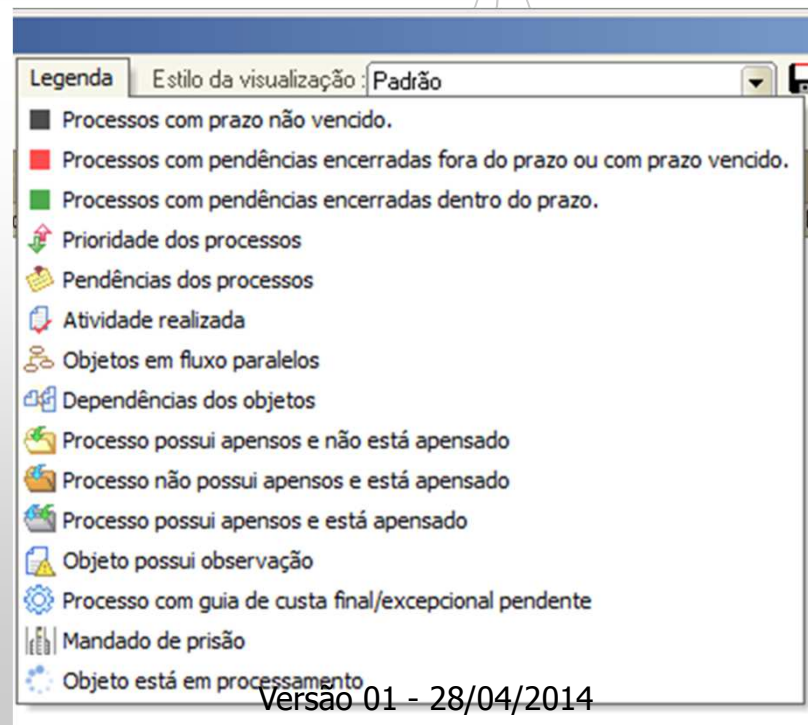 Legenda Estilo da visualização : Padrão
Processos com prazo não vencido.
Processos com pendências encerradas fora do prazo ou com prazo vencido.
Processos com pendências encerradas dentro do prazo.
Prioridade dos processos
Pendências dos processos
Atividade realizada
Objetos em fluxo paralelos
Dependências dos objetos
Processo possui apensos e não está apensado
Processo não possui apensos e está apensado
Processo possui apensos e está apensado
Objeto possui observação
Processo com guia de custa final/excepcional pendente
Mandado de prisão
Objeto está em processamento
Versão 01 - 28/04/2014